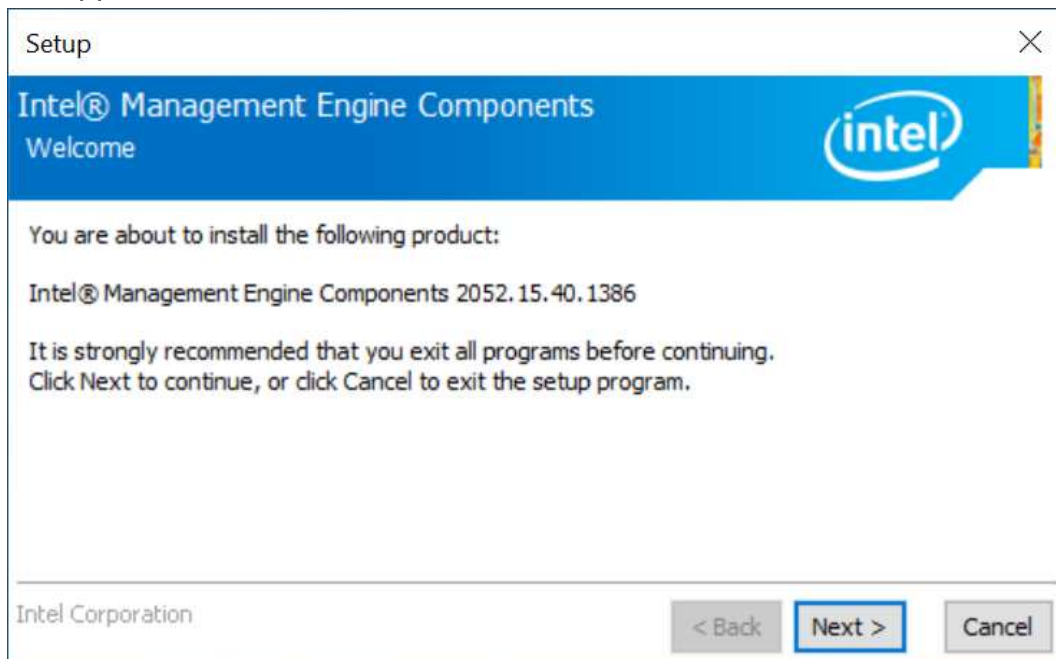 Setup
Intel® Management Engine Components
Welcome
intel
You are about to install the following product:
Intel® Management Engine Components 2052.15.40.1386
It is strongly recommended that you exit all programs before continuing.
Click Next to continue, or click Cancel to exit the setup program.
Intel Corporation
< Back Next > Cancel